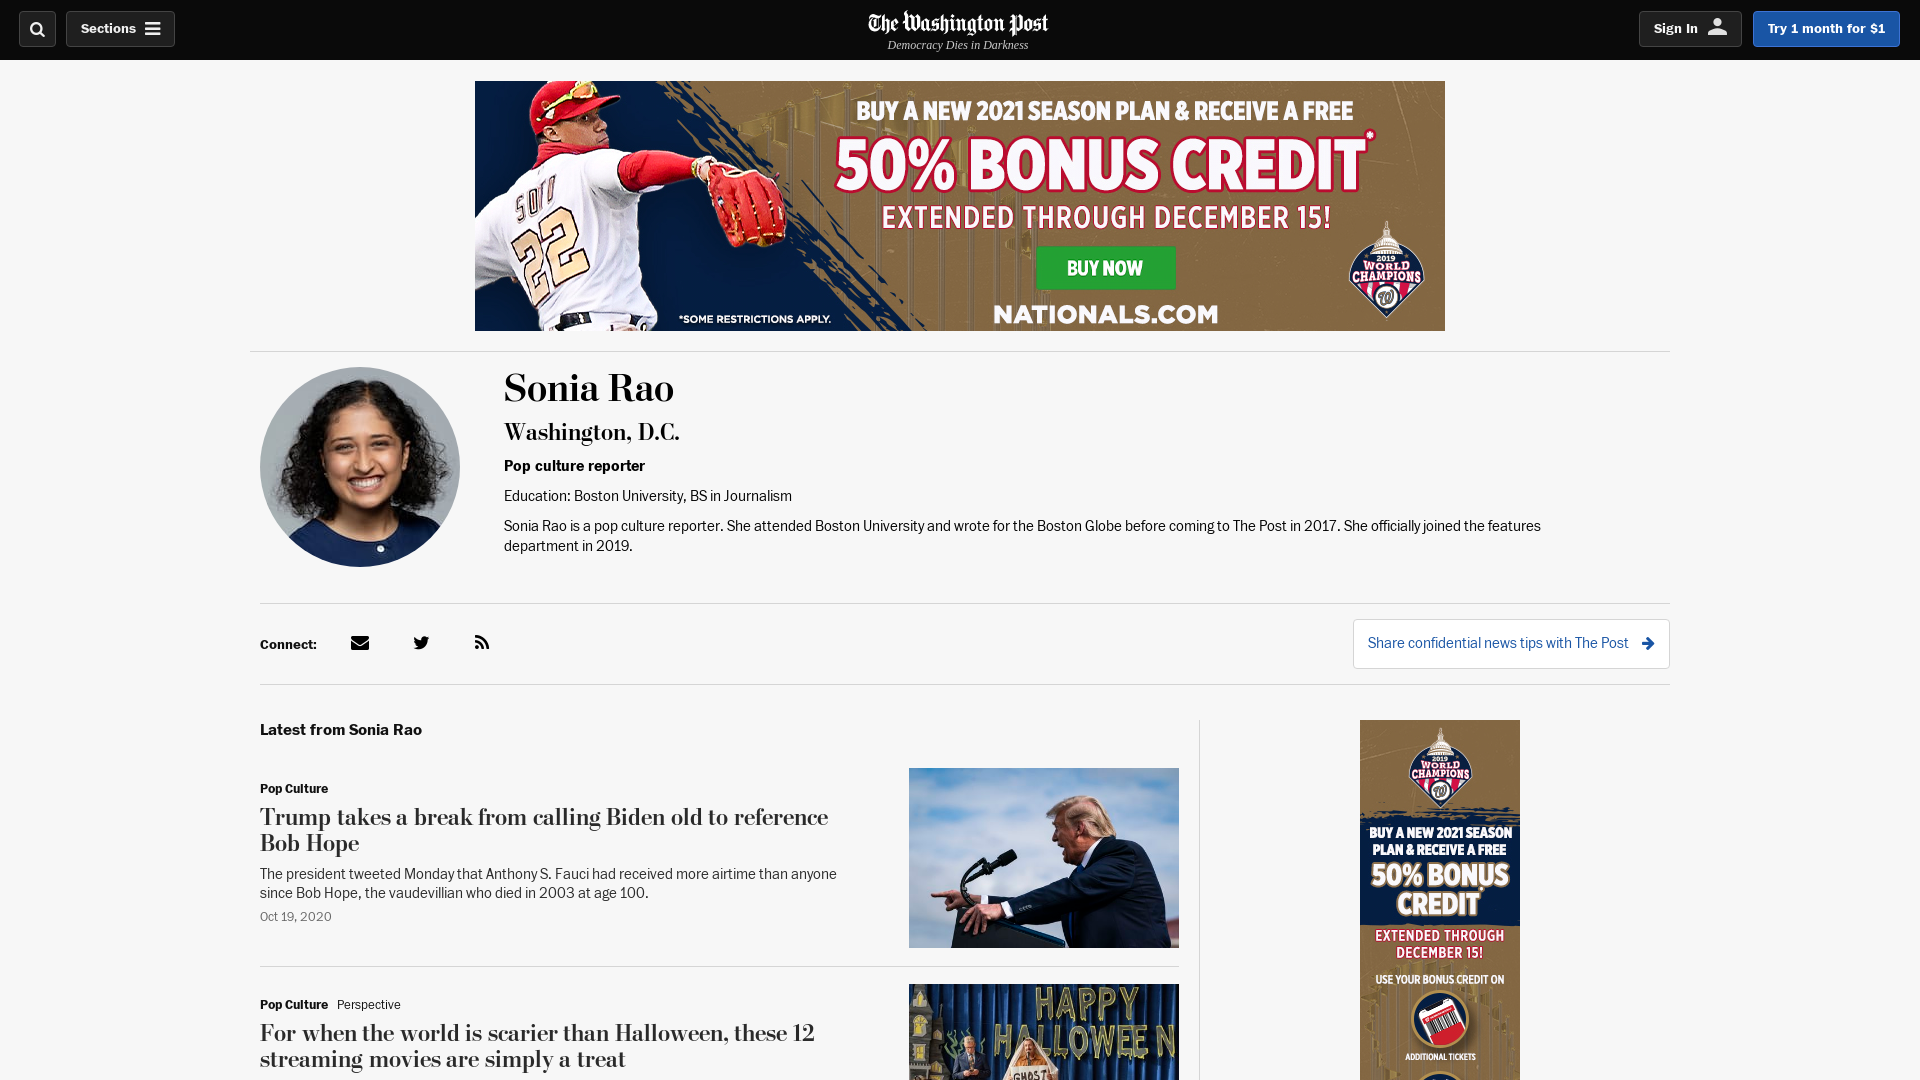 Sections
The Washington Post
Democracy Dies in Darkness
Sign In
Try 1 month for $1
BUY A NEW 2021 SEASON PLAN & RECEIVE A FREE
50% BONUS CREDIT*
EXTENDED THROUGH DECEMBER 15!
BUY NOW
NATIONALS.COM
*SOME RESTRICTIONS APPLY.
SOTO
22
2019
WORLD
CHAMPIONS
W
Sonia Rao
Washington, D.C.
Pop culture reporter
Education: Boston University, BS in Journalism
Sonia Rao is a pop culture reporter. She attended Boston University and wrote for the Boston Globe before coming to The Post in 2017. She officially joined the features
department in 2019.
Connect:
Share confidential news tips with The Post
Latest from Sonia Rao
Pop Culture
Trump takes a break from calling Biden old to reference
Bob Hope
The president tweeted Monday that Anthony S. Fauci had received more airtime than anyone
since Bob Hope, the vaudevillian who died in 2003 at age 100.
Oct 19, 2020
Pop Culture Perspective
For when the world is scarier than Halloween, these 12
streaming movies are simply a treat
HAPPY
HALLOWEEN
GHOST
2019
WORLD
CHAMPIONS
W
BUY A NEW 2021 SEASON
PLAN & RECEIVE A FREE
50% BONUS
CREDIT*
EXTENDED THROUGH
DECEMBER 15!
USE YOUR BONUS CREDIT ON
ADDITIONAL TICKETS